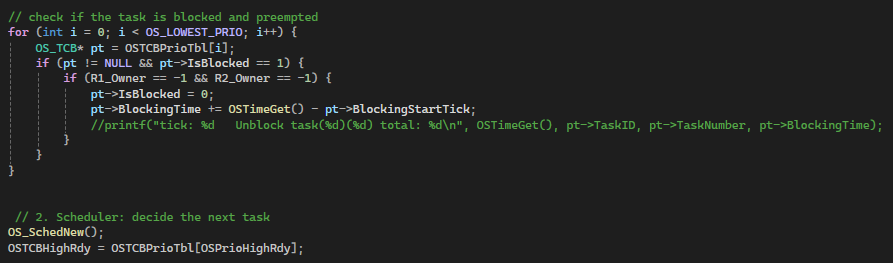 // check if the task is blocked and preempted
for (int i = 0; i < OS_LOWEST_PRIO; i++) {
    OS_TCB* pt = OSTCBPrioTbl[i];
    if (pt != NULL && pt->IsBlocked == 1) {
        if (R1_Owner == -1 && R2_Owner == -1) {
            pt->IsBlocked = 0;
            pt->BlockingTime += OSTimeGet() - pt->BlockingStartTick;
            //printf("tick: %d   Unblock task(%d)(%d) total: %d\n", OSTimeGet(), pt->TaskID, pt->TaskNumber, pt->BlockingTime);
        }
    }
}
 // 2. Scheduler: decide the next task
OS_SchedNew();
OSTCBHighRdy = OSTCBPrioTbl[OSPrioHighRdy];